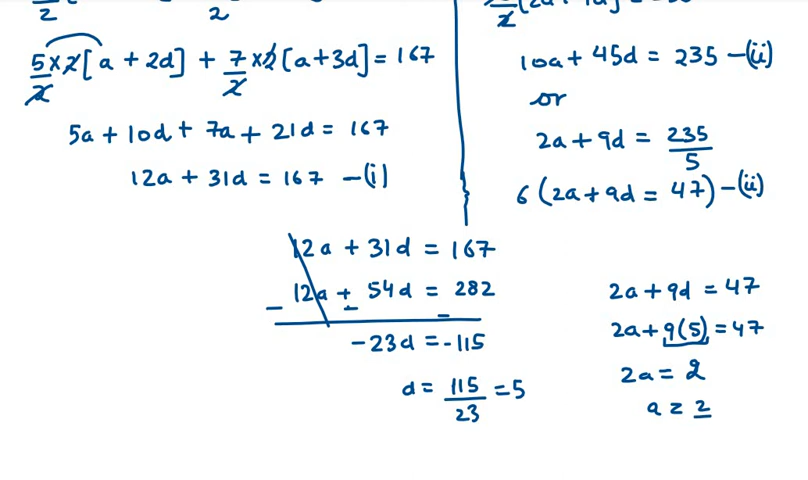 5/2 × 2[a + 2d] + 7/2 × 2[a+3d] = 167
5a + 10d + 7a + 21d = 167
12a + 31d = 167 —(i)
10a + 45d = 235 —(ii)
or
2a + 9d = 235/5
6(2a + 9d = 47) —(ii)
12a + 31d = 167
- 12a + 54d = 282
- -
-23d = -115
d = 115/23 = 5
2a + 9d = 47
2a + 9(5) = 47
2a = 2
a = 2